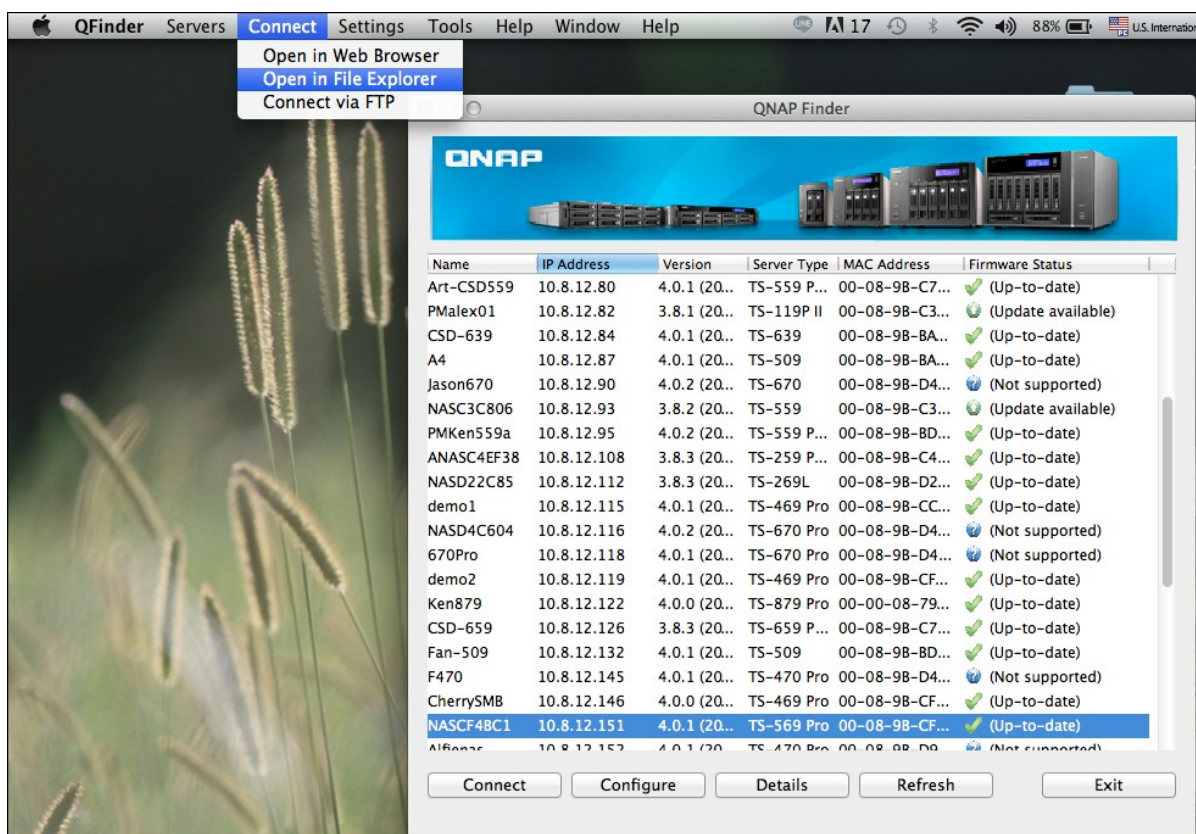 QFinder Servers Connect Settings Tools Help Window Help LINE 17 88% U.S. Internation
Open in Web Browser
Open in File Explorer
Connect via FTP
QNAP Finder
QNAP
Name IP Address Version Server Type MAC Address Firmware Status
Art-CSD559 10.8.12.80 4.0.1 (20... TS-559 P... 00-08-9B-C7... (Up-to-date)
PMalex01 10.8.12.82 3.8.1 (20... TS-119P II 00-08-9B-C3... (Update available)
CSD-639 10.8.12.84 4.0.1 (20... TS-639 00-08-9B-BA... (Up-to-date)
A4 10.8.12.87 4.0.1 (20... TS-509 00-08-9B-BA... (Up-to-date)
Jason670 10.8.12.90 4.0.2 (20... TS-670 00-08-9B-D4... (Not supported)
NASC3C806 10.8.12.93 3.8.2 (20... TS-559 00-08-9B-C3... (Update available)
PMKen559a 10.8.12.95 4.0.2 (20... TS-559 P... 00-08-9B-BD... (Up-to-date)
ANASC4EF38 10.8.12.108 3.8.3 (20... TS-259 P... 00-08-9B-C4... (Up-to-date)
NASD22C85 10.8.12.112 3.8.3 (20... TS-269L 00-08-9B-D2... (Up-to-date)
demo1 10.8.12.115 4.0.1 (20... TS-469 Pro 00-08-9B-CC... (Up-to-date)
NASD4C604 10.8.12.116 4.0.2 (20... TS-670 Pro 00-08-9B-D4... (Not supported)
670Pro 10.8.12.118 4.0.1 (20... TS-670 Pro 00-08-9B-D4... (Not supported)
demo2 10.8.12.119 4.0.1 (20... TS-469 Pro 00-08-9B-CF... (Up-to-date)
Ken879 10.8.12.122 4.0.0 (20... TS-879 Pro 00-00-08-79... (Up-to-date)
CSD-659 10.8.12.126 3.8.3 (20... TS-659 P... 00-08-9B-C7... (Up-to-date)
Fan-509 10.8.12.132 4.0.1 (20... TS-509 00-08-9B-BD... (Up-to-date)
F470 10.8.12.145 4.0.1 (20... TS-470 Pro 00-08-9B-D4... (Not supported)
CherrySMB 10.8.12.146 4.0.0 (20... TS-469 Pro 00-08-9B-CF... (Up-to-date)
NASCF4BC1 10.8.12.151 4.0.1 (20... TS-569 Pro 00-08-9B-CF... (Up-to-date)
Alfienas 10.8.12.152 4.0.1 (20... TS-470 Pro 00-08-9B-D9... (Not supported)
Connect Configure Details Refresh Exit